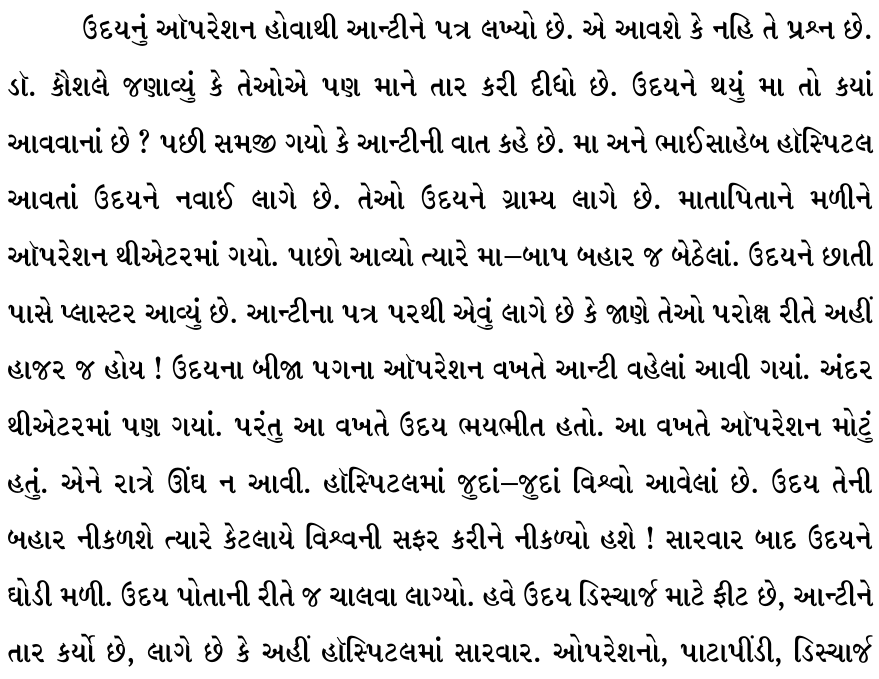 ઉદયનું ઑપરેશન હોવાથી આન્ટીને પત્ર લખ્યો છે. એ આવશે કે નહિ તે પ્રશ્ન છે.
ડૉ. કૌશલે જણાવ્યું કે તેઓએ પણ માને તાર કરી દીધો છે. ઉદયને થયું મા તો કયાં
આવવાનાં છે ? પછી સમજી ગયો કે આન્ટીની વાત કહે છે. મા અને ભાઈસાહેબ હૉસ્પિટલ
આવતાં ઉદયને નવાઈ લાગે છે. તેઓ ઉદયને ગ્રામ્ય લાગે છે. માતાપિતાને મળીને
ઑપરેશન થીએટરમાં ગયો. પાછો આવ્યો ત્યારે મા–બાપ બહાર જ બેઠેલાં. ઉદયને છાતી
પાસે પ્લાસ્ટર આવ્યું છે. આન્ટીના પત્ર પરથી એવું લાગે છે કે જાણે તેઓ પરોક્ષ રીતે અહીં
હાજર જ હોય ! ઉદયના બીજા પગના ઑપરેશન વખતે આન્ટી વહેલાં આવી ગયાં. અંદર
થીએટરમાં પણ ગયાં. પરંતુ આ વખતે ઉદય ભયભીત હતો. આ વખતે ઑપરેશન મોટું
હતું. એને રાત્રે ઊંઘ ન આવી. હૉસ્પિટલમાં જુદાં–જુદાં વિશ્વો આવેલાં છે. ઉદય તેની
બહાર નીકળશે ત્યારે કેટલાયે વિશ્વની સફર કરીને નીકળ્યો હશે ! સારવાર બાદ ઉદયને
ઘોડી મળી. ઉદય પોતાની રીતે જ ચાલવા લાગ્યો. હવે ઉદય ડિસ્ચાર્જ માટે ફીટ છે, આન્ટીને
તાર કર્યો છે, લાગે છે કે અહીં હૉસ્પિટલમાં સારવાર. ઓપરેશનો, પાટાપીંડી, ડિસ્ચાર્જ